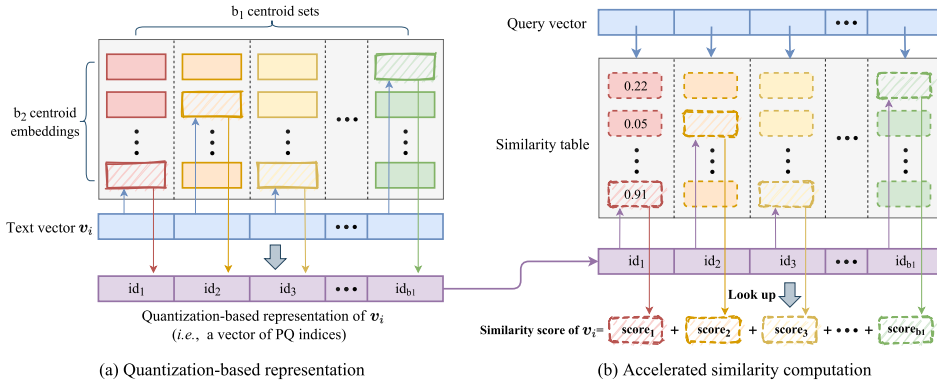 b1 centroid sets
b2 centroid
embeddings
Text vector vi
id1 id2 id3 ••• idb1
Quantization-based representation of vi
(i.e., a vector of PQ indices)
(a) Quantization-based representation
Query vector
Similarity table
0.22
0.05
0.91
id1 id2 id3 ••• idb1
Look up
Similarity score of vi= score1 + score2 + score3 + ••• + scoreb1
(b) Accelerated similarity computation